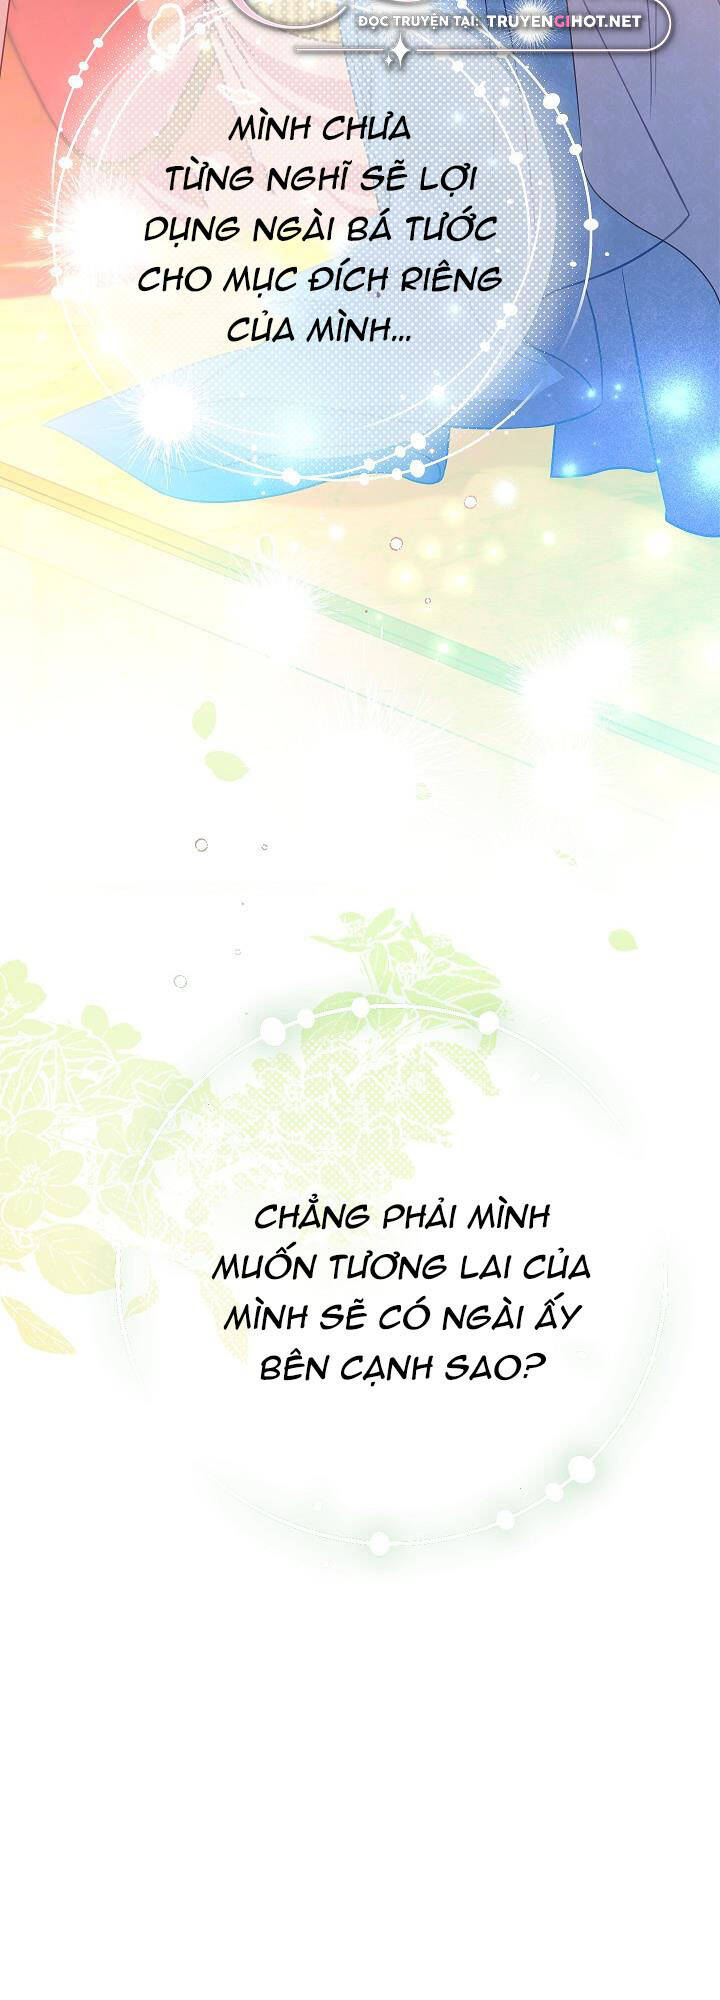 ĐỌC TRUYỆN TẠI: TRUYENGIHOT.NET
MÌNH CHƯA
TỪNG NGHĨ SẼ LỢI
DỤNG NGÀI BÁ TƯỚC
CHO MỤC ĐÍCH RIÊNG
CỦA MÌNH...
CHẲNG PHẢI MÌNH
MUỐN TƯƠNG LAI CỦA
MÌNH SẼ CÓ NGÀI ẤY
BÊN CẠNH SAO?